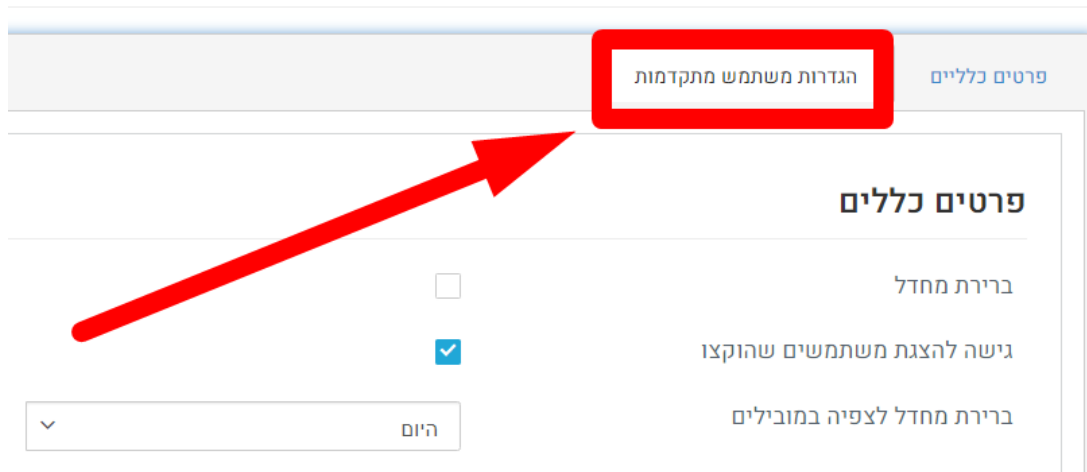 פרטים כלליים
הגדרות משתמש מתקדמות
פרטים כללים
ברירת מחדל
גישה להצגת משתמשים שהוקצו
ברירת מחדל לצפיה במובילים
היום